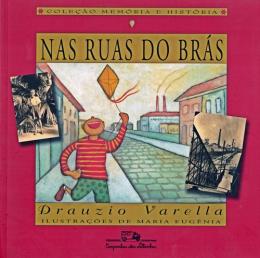 COLEÇÃO MEMÓRIA E HISTÓRIA
NAS RUAS DO BRÁS
Drauzio Varella
ILUSTRAÇÕES DE MARIA EUGÊNIA
Companhia das Letrinhas